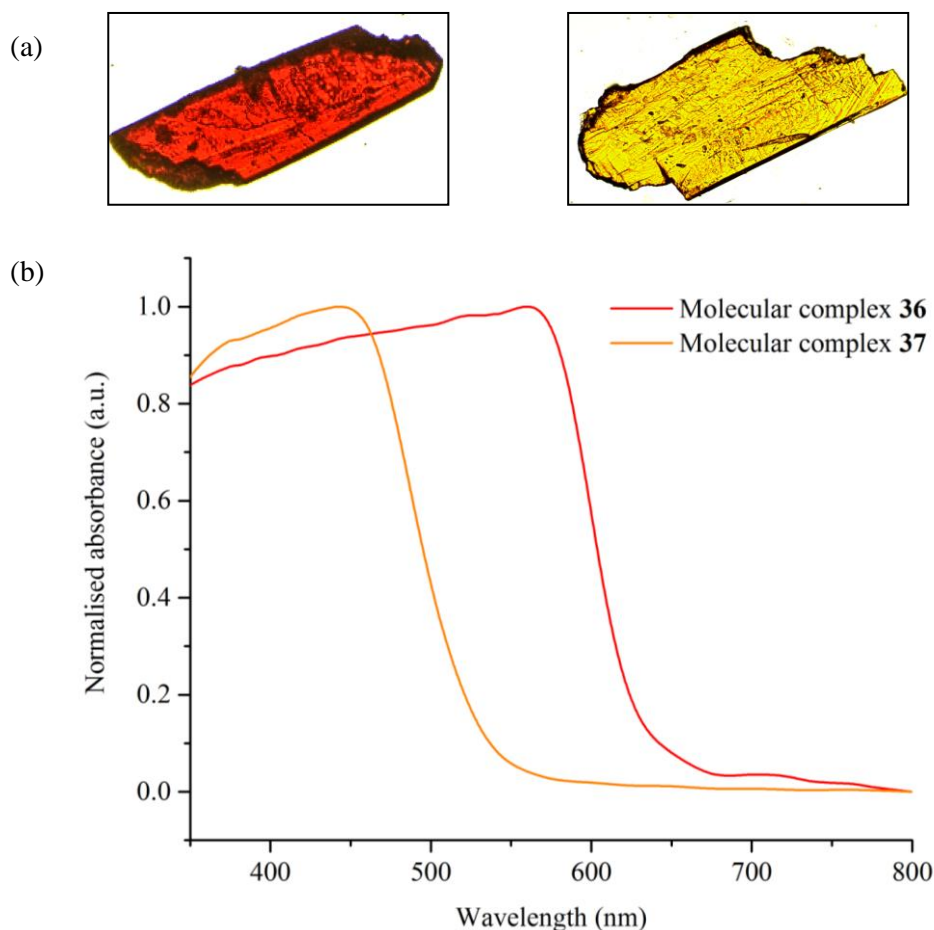 (a)
(b)
Molecular complex 36
Molecular complex 37
1.0
0.8
0.6
0.4
0.2
0.0
Normalised absorbance (a.u.)
400 500 600 700 800
Wavelength (nm)